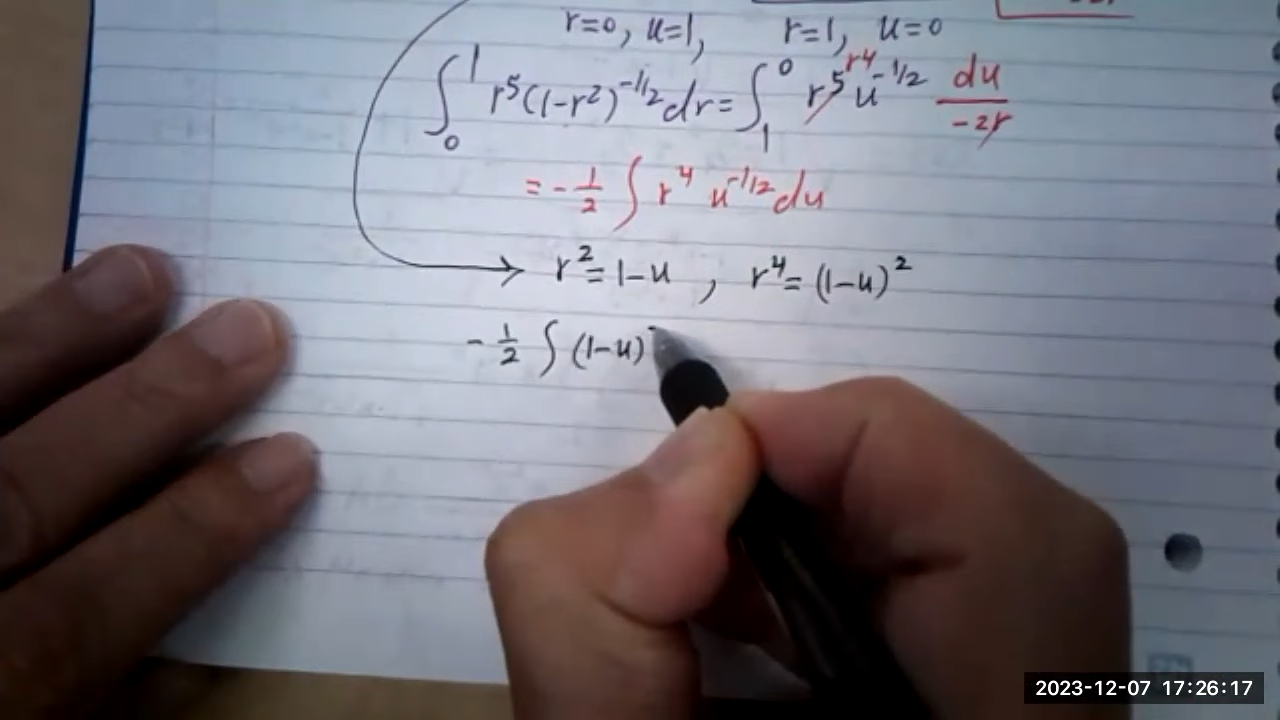 r=0, u=1, r=1, u=0
∫₀¹ r⁵(1-r²)^(-1/2) dr = ∫₁⁰ r⁵ r⁴ u^(-1/2) du/(-2r)
= -1/2 ∫ r⁴ u^(-1/2) du
→ r² = 1-u , r⁴ = (1-u)²
-1/2 ∫ (1-u)
2023-12-07 17:26:17